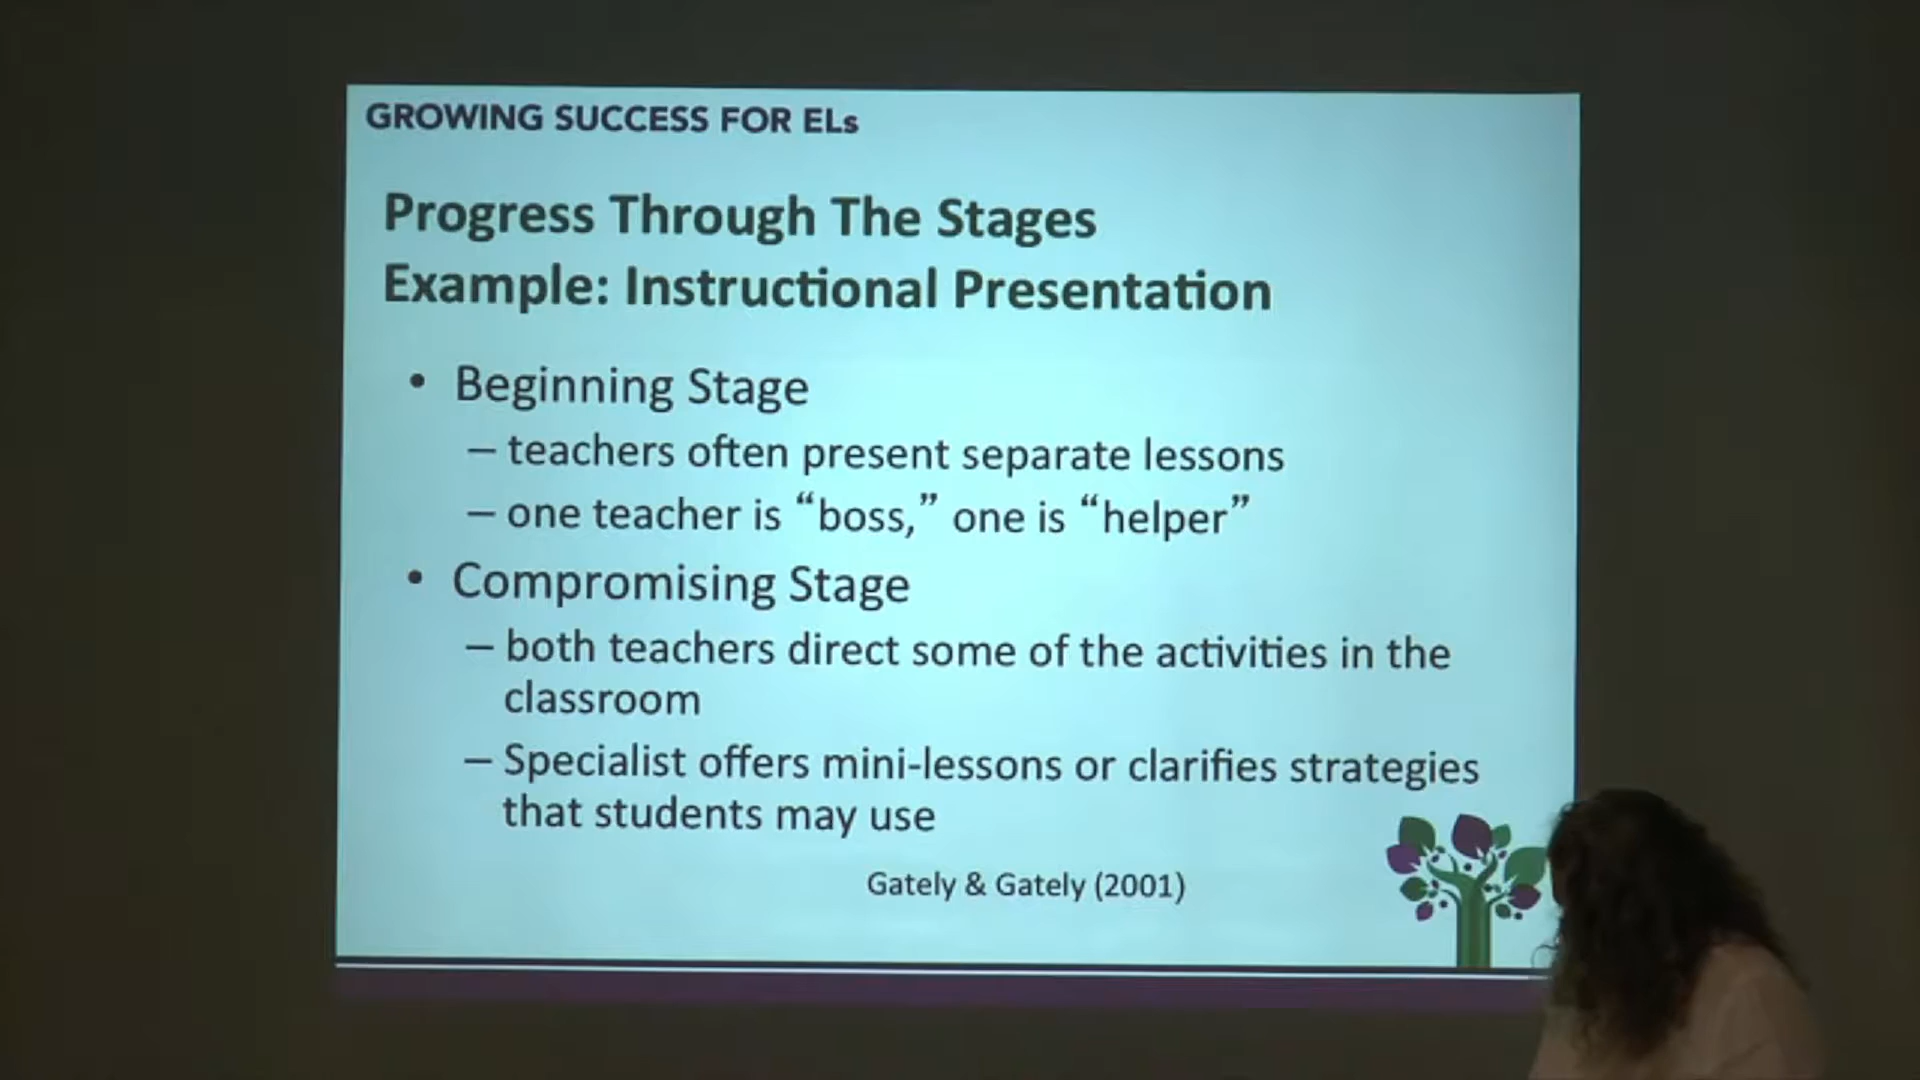 GROWING SUCCESS FOR ELs
Progress Through The Stages
Example: Instructional Presentation
• Beginning Stage
– teachers often present separate lessons
– one teacher is “boss,” one is “helper”
• Compromising Stage
– both teachers direct some of the activities in the
classroom
– Specialist offers mini-lessons or clarifies strategies
that students may use
Gately & Gately (2001)